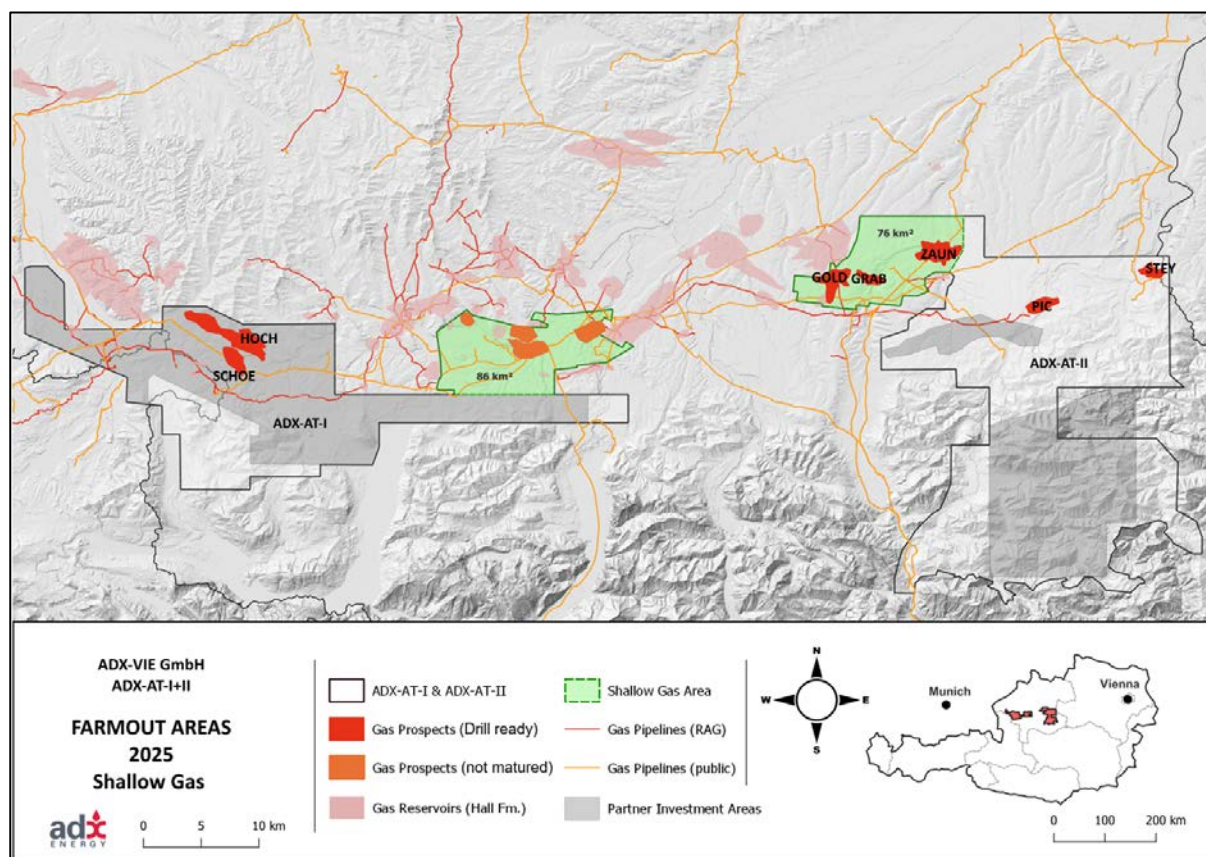 76 km²
ZAUN
GOLD
GRAB
STEY
PIC
HOCH
SCHOE
86 km²
ADX-AT-II
ADX-AT-I
ADX-VIE GmbH
ADX-AT-I+II
FARMOUT AREAS
2025
Shallow Gas
adx
ENERGY
0 5 10 km
ADX-AT-I & ADX-AT-II
Gas Prospects (Drill ready)
Gas Prospects (not matured)
Gas Reservoirs (Hall Fm.)
Shallow Gas Area
Gas Pipelines (RAG)
Gas Pipelines (public)
Partner Investment Areas
N
W
E
S
Munich
Vienna
0 100 200 km